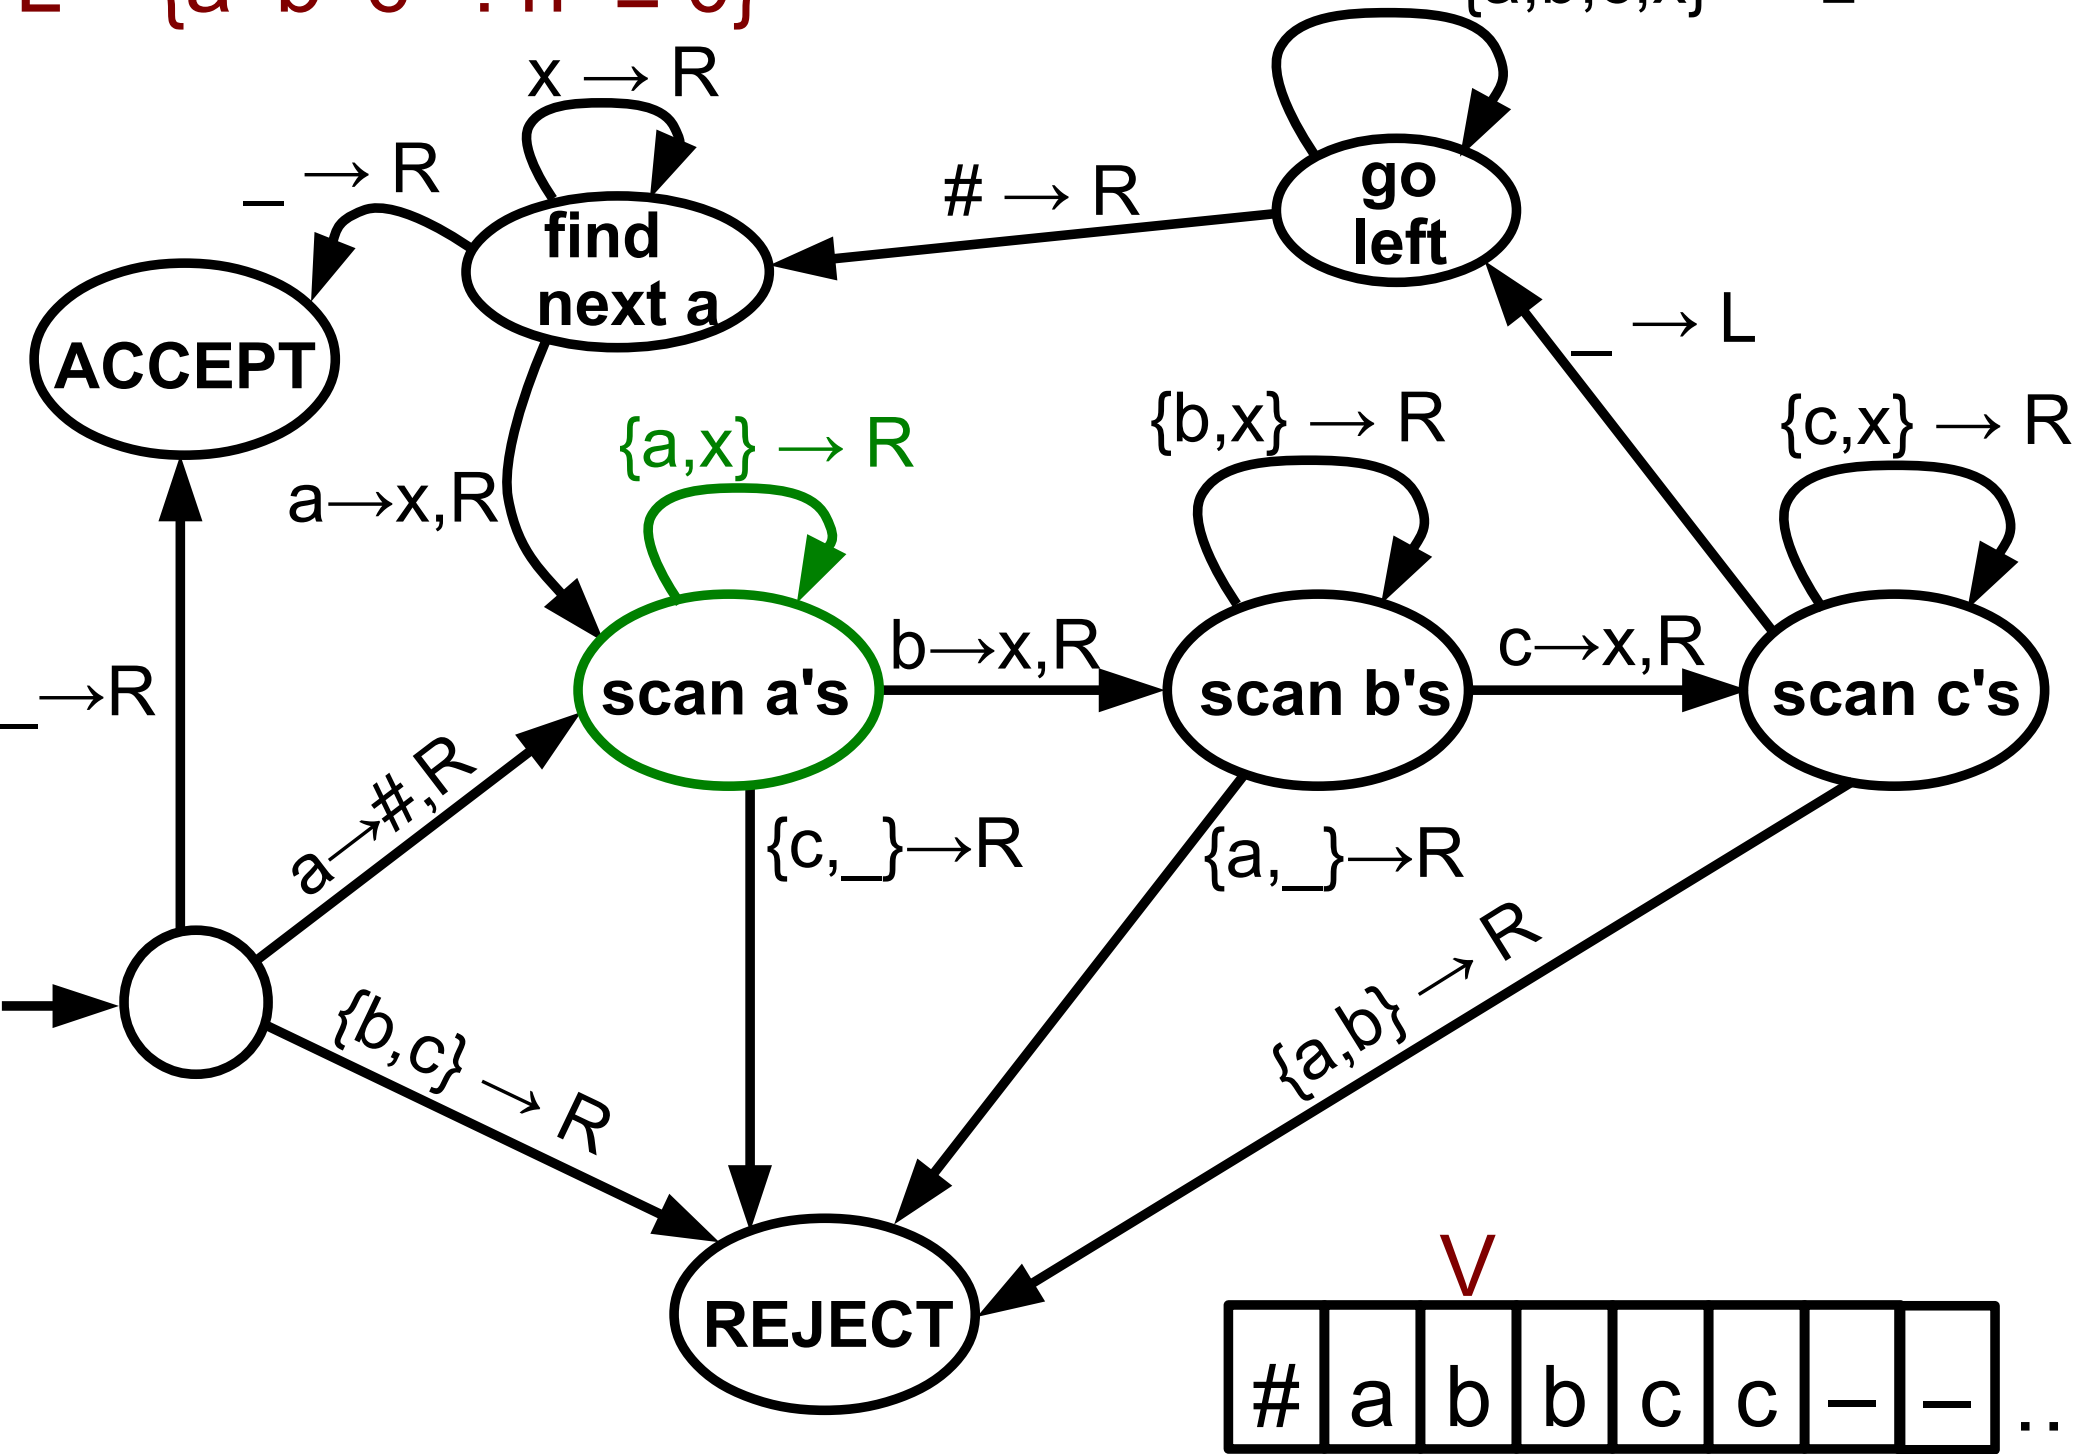 x → R
_ → R
# → R
find
next a
go
left
ACCEPT
_ → L
{a,x} → R
{b,x} → R
{c,x} → R
a→x,R
scan a's
b→x,R
scan b's
c→x,R
scan c's
_→R
a→#,R
{c,_}→R
{a,_}→R
{b,c} → R
{a,b} → R
REJECT
V
# a b b c c _ _ ..